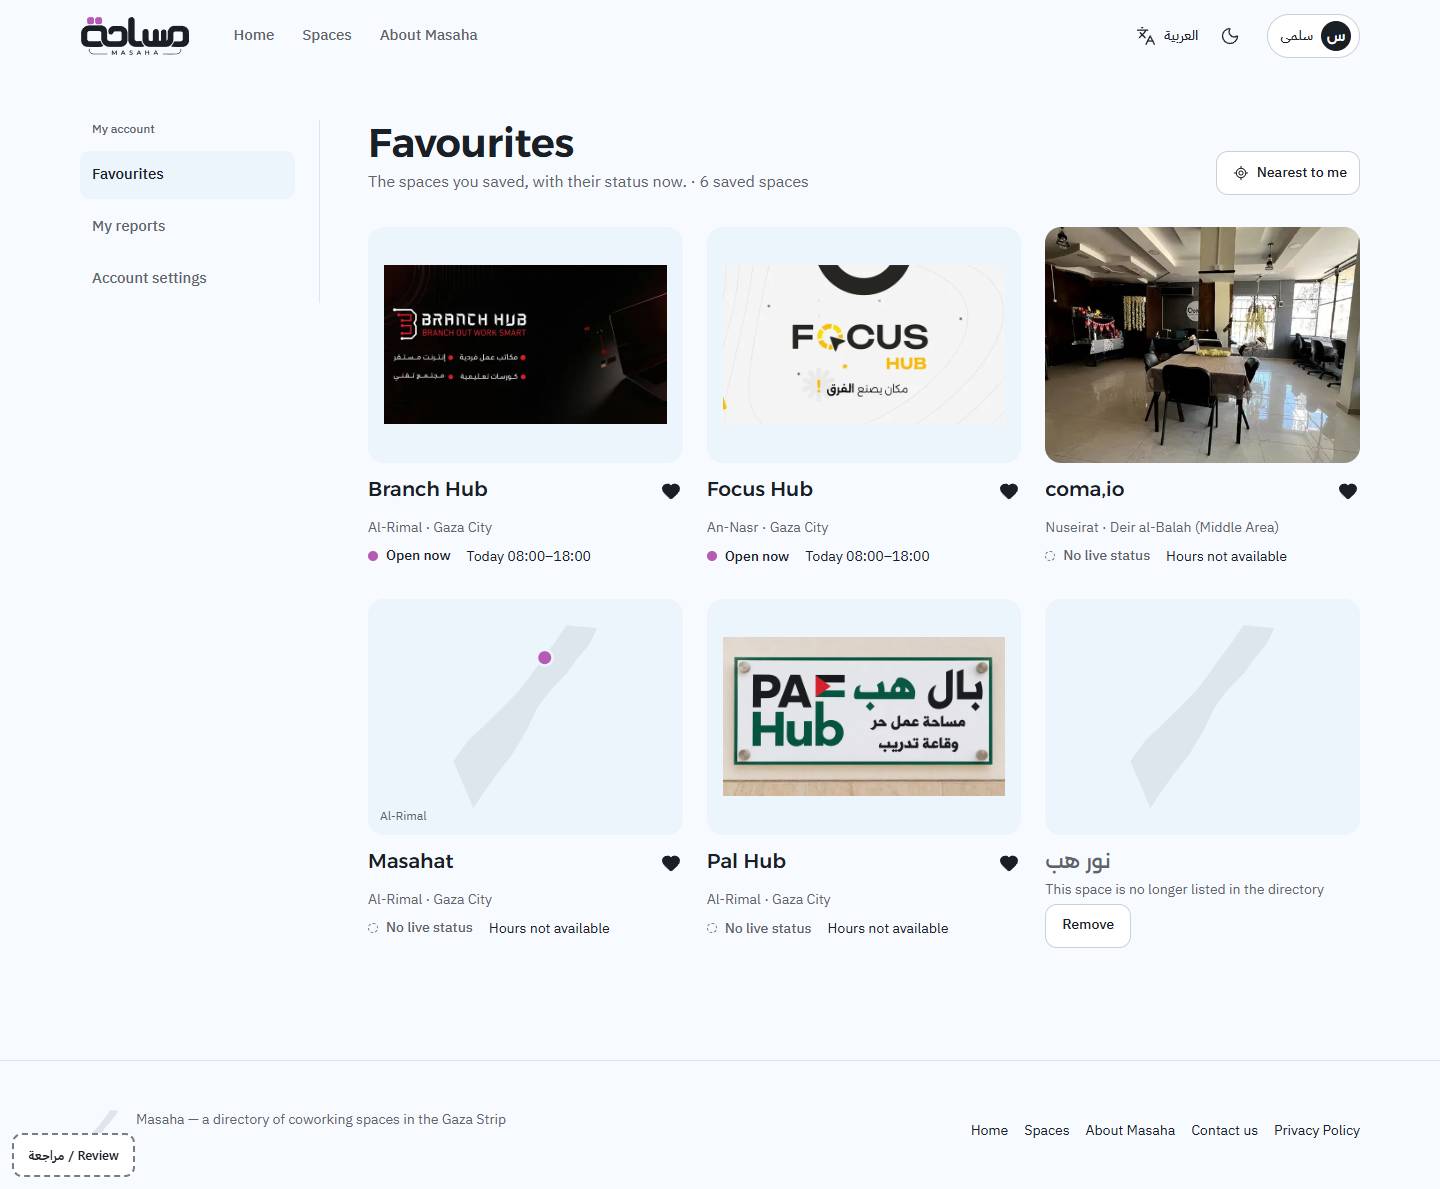 مساحة
MASAHA
Home
Spaces
About Masaha
العربية
سلمى
س
My account
Favourites
My reports
Account settings
Favourites
The spaces you saved, with their status now. · 6 saved spaces
Nearest to me
BRANCH HUB
BRANCH OUT WORK SMART
مكاتب عمل فردية
إنترنت مستقر
كورسات تعليمية
مجتمع تقني
FOCUS
HUB
مكان يصنع الفرق !
Branch Hub
Al-Rimal · Gaza City
Open now Today 08:00–18:00
Focus Hub
An-Nasr · Gaza City
Open now Today 08:00–18:00
coma,io
Nuseirat · Deir al-Balah (Middle Area)
No live status Hours not available
Al-Rimal
PAL
Hub
بال هب
مساحة عمل حر
وقاعة تدريب
Masahat
Al-Rimal · Gaza City
No live status Hours not available
Pal Hub
Al-Rimal · Gaza City
No live status Hours not available
نور هب
This space is no longer listed in the directory
Remove
Masaha — a directory of coworking spaces in the Gaza Strip
Home
Spaces
About Masaha
Contact us
Privacy Policy
مراجعة / Review